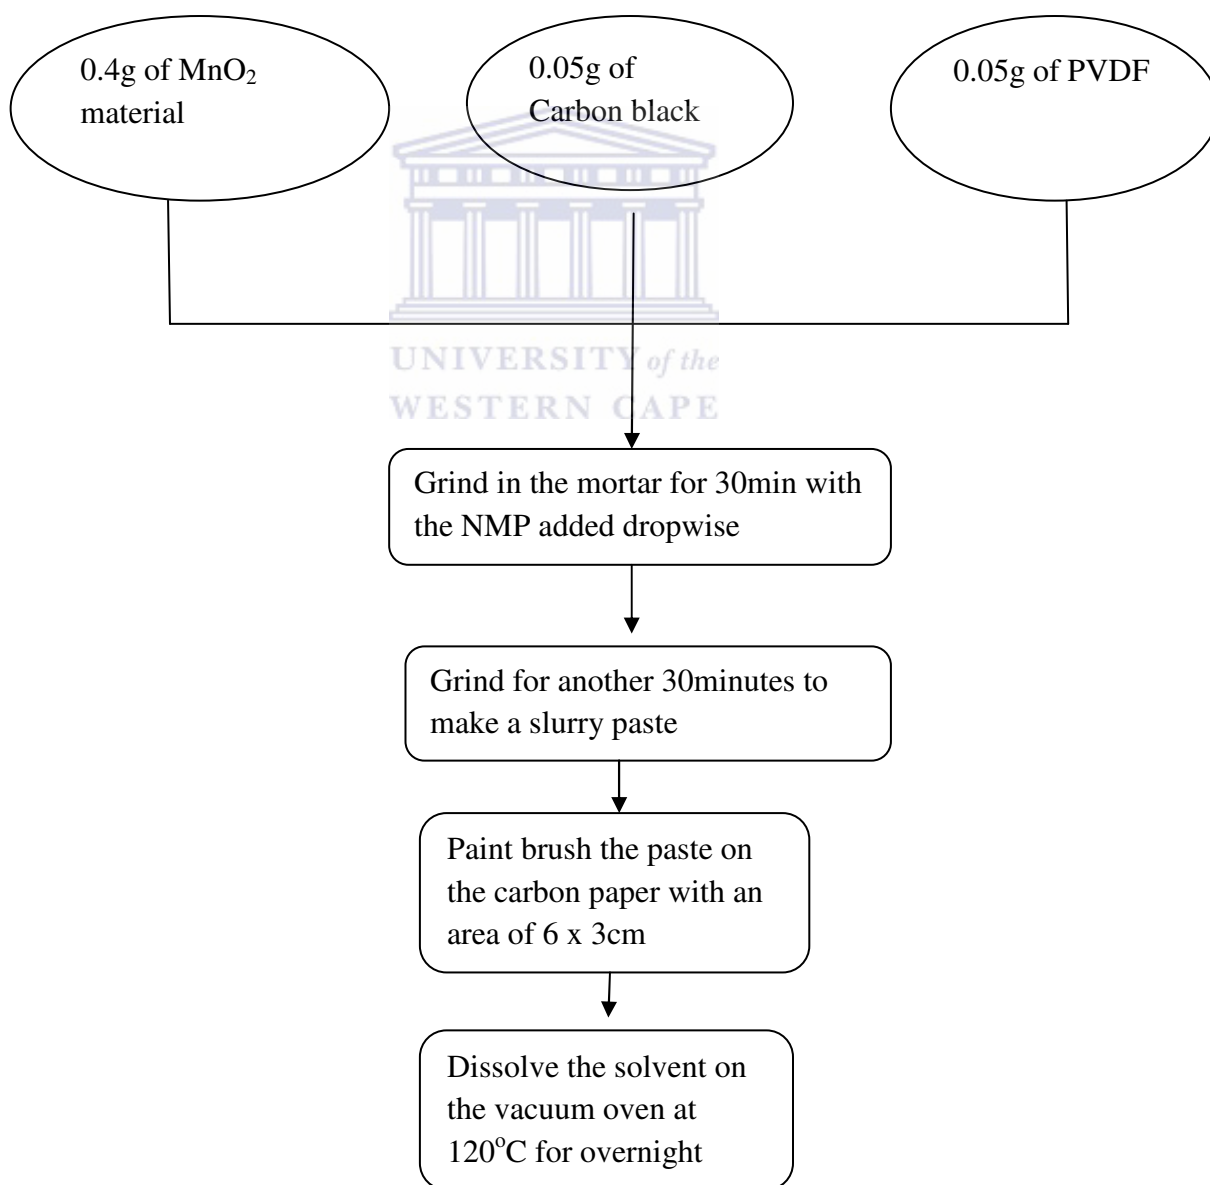 0.4g of MnO₂
material
0.05g of
Carbon black
0.05g of PVDF
UNIVERSITY of the
WESTERN CAPE
Grind in the mortar for 30min with
the NMP added dropwise
Grind for another 30minutes to
make a slurry paste
Paint brush the paste on
the carbon paper with an
area of 6 x 3cm
Dissolve the solvent on
the vacuum oven at
120°C for overnight